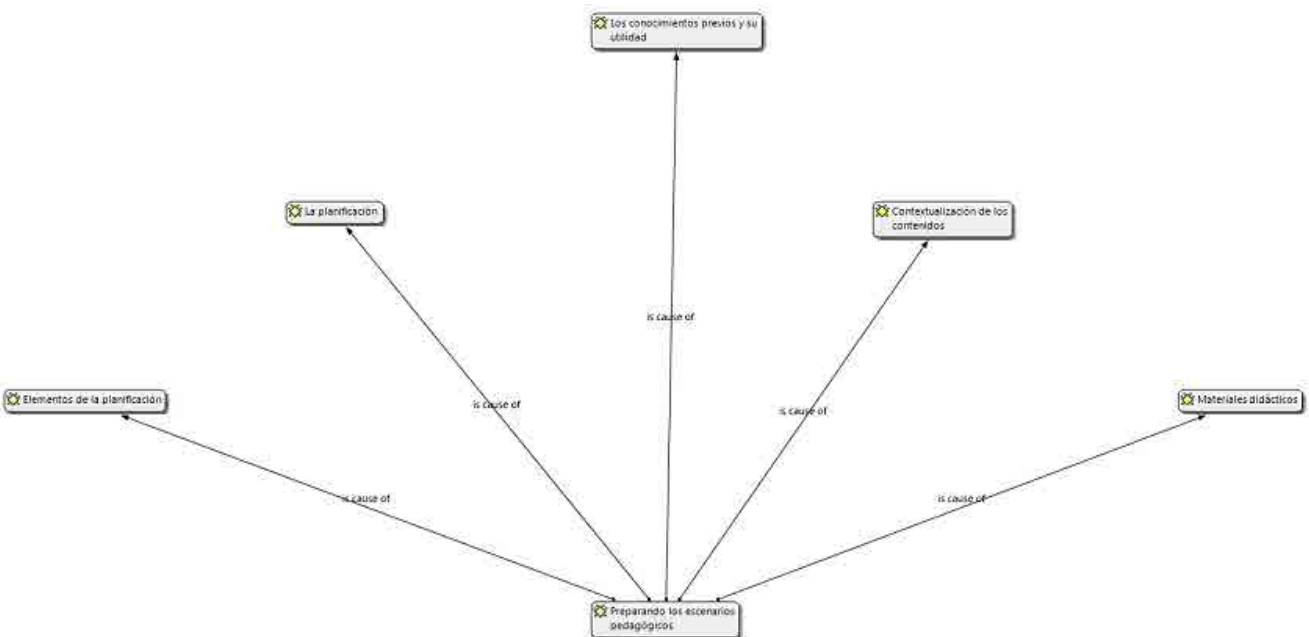 Los conocimientos previos y su
utilidad
La planificación
Contextualización de los
contenidos
is cause of
Elementos de la planificación
is cause of
is cause of
Materiales didácticos
is cause of
is cause of
Preparando los escenarios
pedagógicos